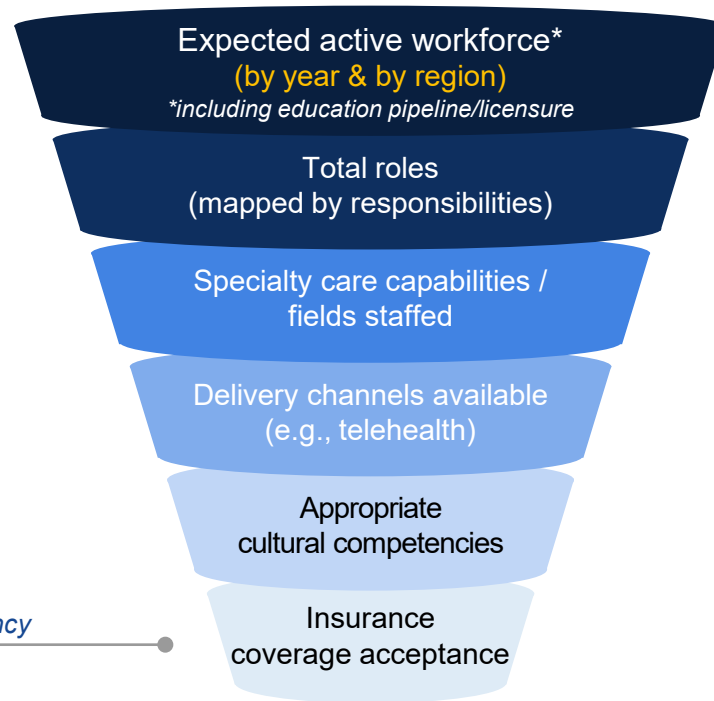 Expected active workforce*
(by year & by region)
*including education pipeline/licensure
Total roles
(mapped by responsibilities)
Specialty care capabilities /
fields staffed
Delivery channels available
(e.g., telehealth)
Appropriate
cultural competencies
ncy
Insurance
coverage acceptance